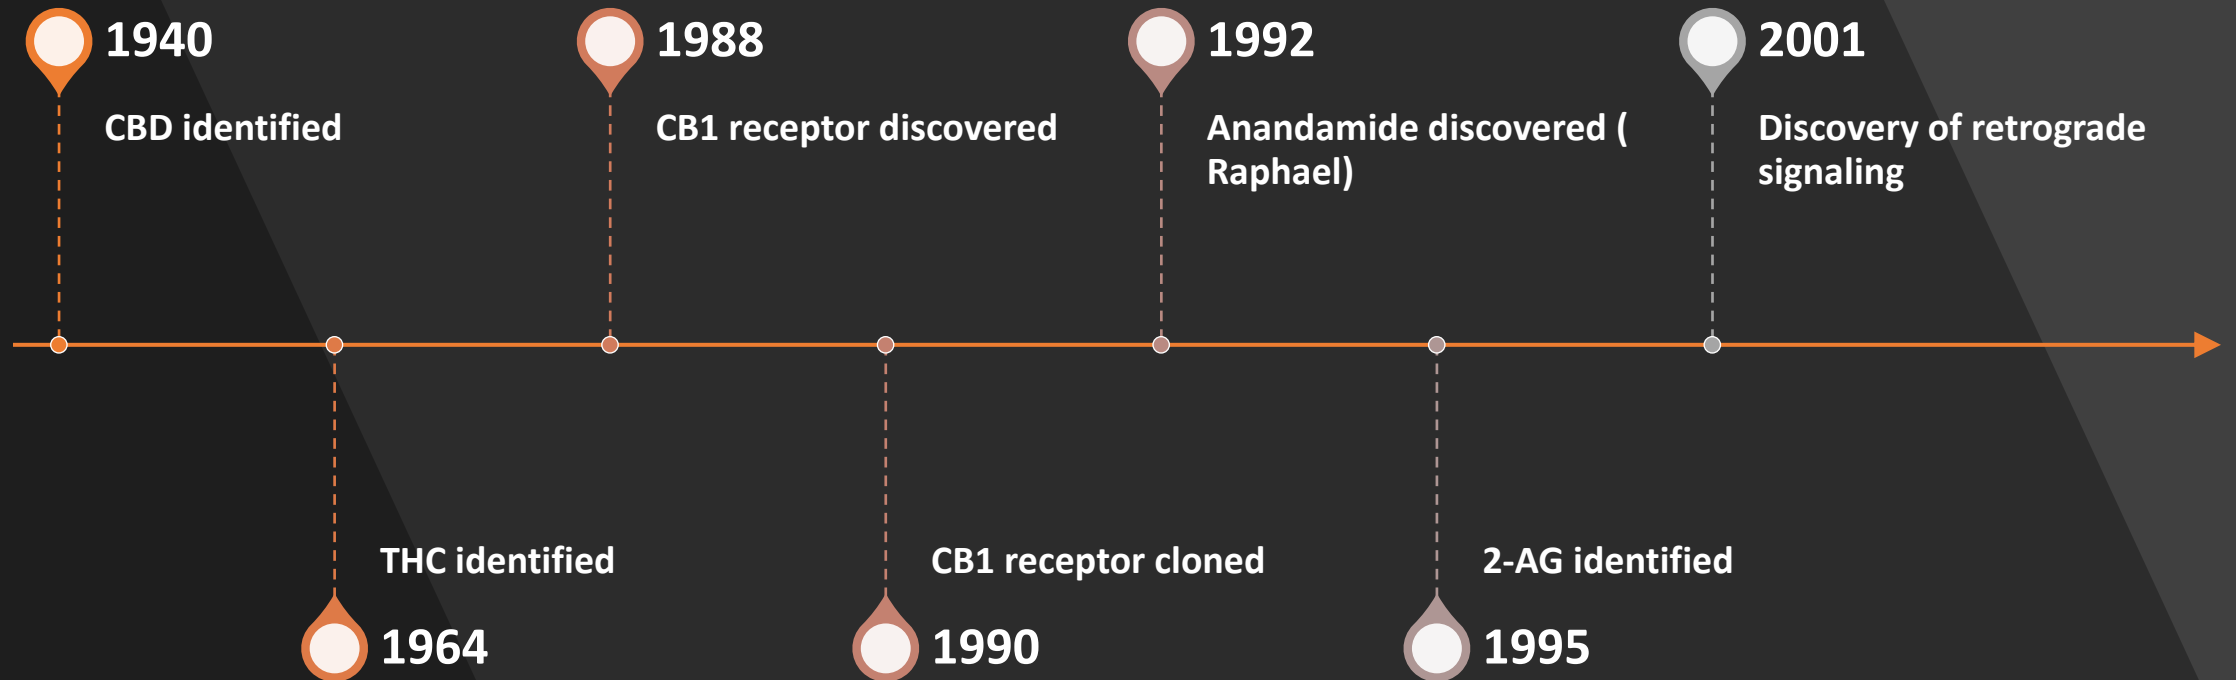 1940
CBD identified
1988
CB1 receptor discovered
1992
Anandamide discovered (
Raphael)
2001
Discovery of retrograde
signaling
THC identified
1964
CB1 receptor cloned
1990
2-AG identified
1995